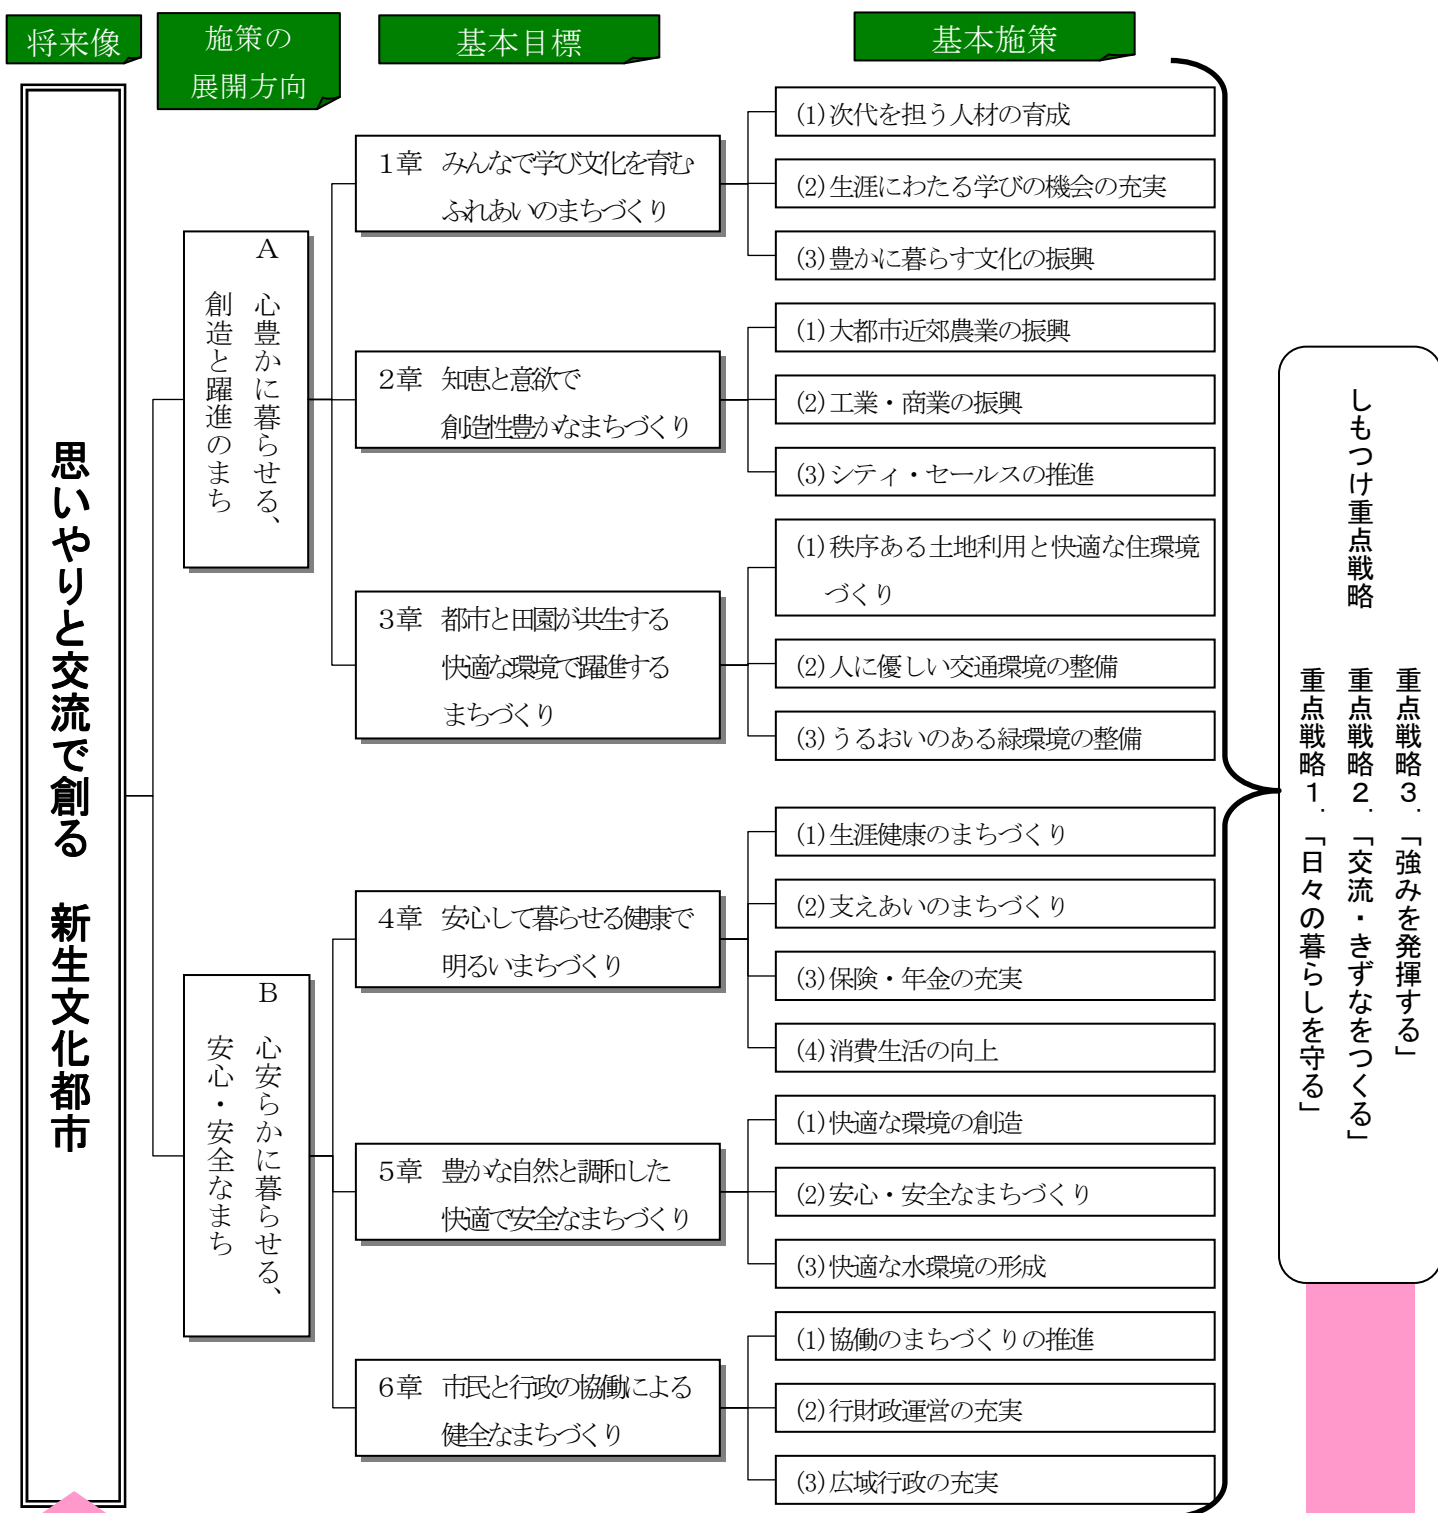 将来像
施策の
展開方向
基本目標
基本施策
思いやりと交流で創る　新生文化都市
A　心豊かに暮らせる、
創造と躍進のまち
B　心安らかに暮らせる、
安心・安全なまち
1章　みんなで学び文化を育む
ふれあいのまちづくり
(1)次代を担う人材の育成
(2)生涯にわたる学びの機会の充実
(3)豊かに暮らす文化の振興
2章　知恵と意欲で
創造性豊かなまちづくり
(1)大都市近郊農業の振興
(2)工業・商業の振興
(3)シティ・セールスの推進
3章　都市と田園が共生する
快適な環境で躍進する
まちづくり
(1)秩序ある土地利用と快適な住環境
づくり
(2)人に優しい交通環境の整備
(3)うるおいのある緑環境の整備
4章　安心して暮らせる健康で
明るいまちづくり
(1)生涯健康のまちづくり
(2)支えあいのまちづくり
(3)保険・年金の充実
(4)消費生活の向上
5章　豊かな自然と調和した
快適で安全なまちづくり
(1)快適な環境の創造
(2)安心・安全なまちづくり
(3)快適な水環境の形成
6章　市民と行政の協働による
健全なまちづくり
(1)協働のまちづくりの推進
(2)行財政運営の充実
(3)広域行政の充実
しもつけ重点戦略
重点戦略3.「強みを発揮する」
重点戦略2.「交流・きずなをつくる」
重点戦略1.「日々の暮らしを守る」